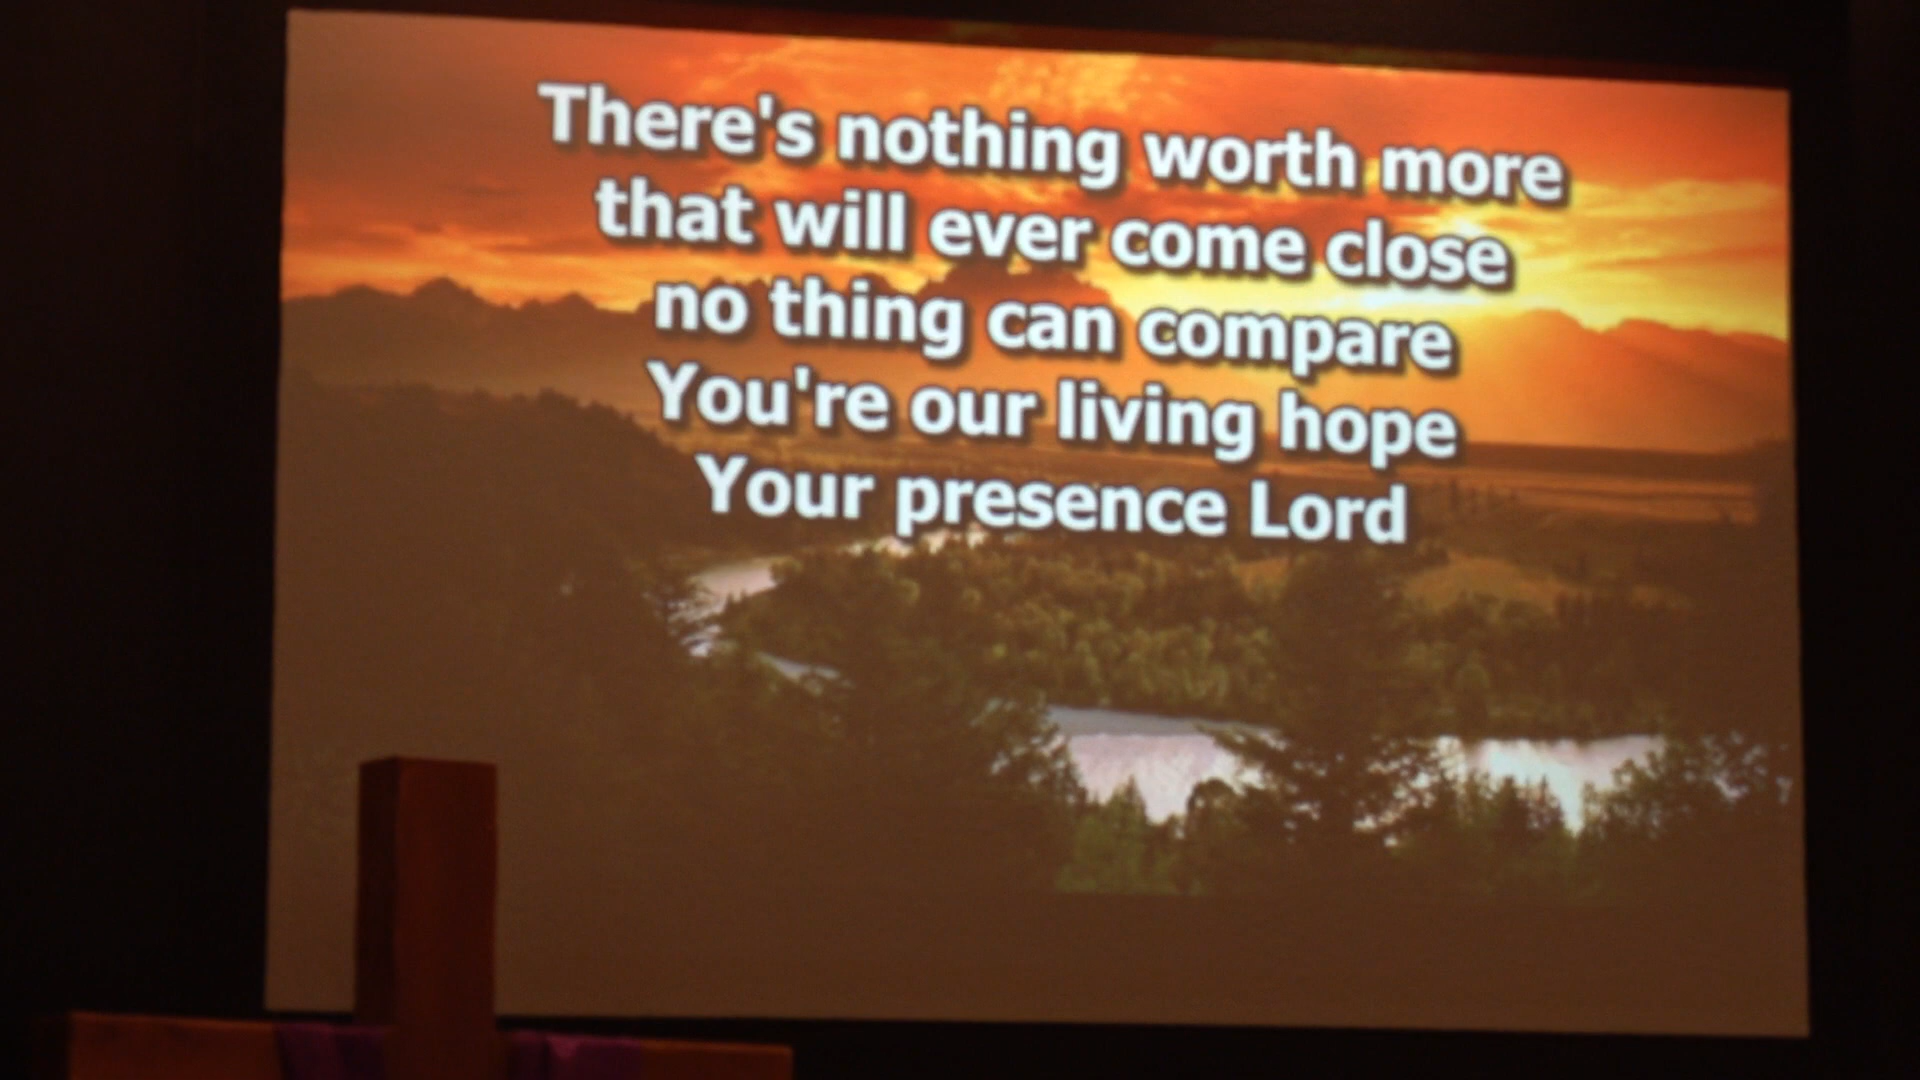 There's nothing worth more
that will ever come close
no thing can compare
You're our living hope
Your presence Lord